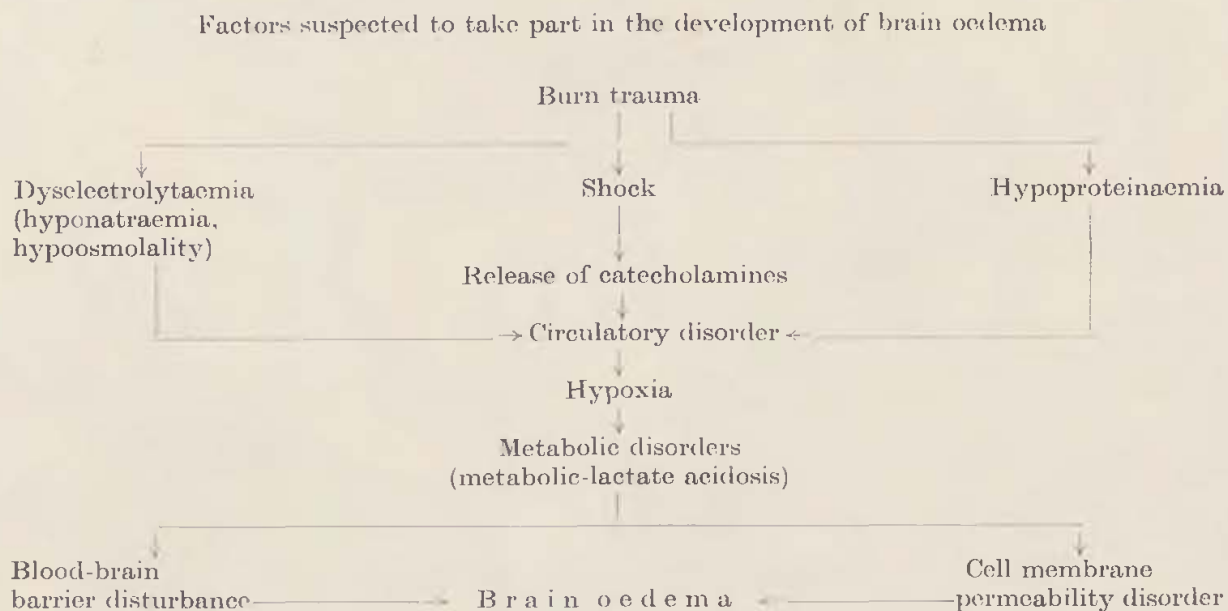 Factors suspected to take part in the development of brain oedema
Burn trauma
Dyselectrolytaemia
(hyponatraemia,
hypoosmolality)
Shock
Hypoproteinaemia
Release of catecholamines
Circulatory disorder
Hypoxia
Metabolic disorders
(metabolic-lactate acidosis)
Blood-brain
barrier disturbance
Brain oedema
Cell membrane
permeability disorder